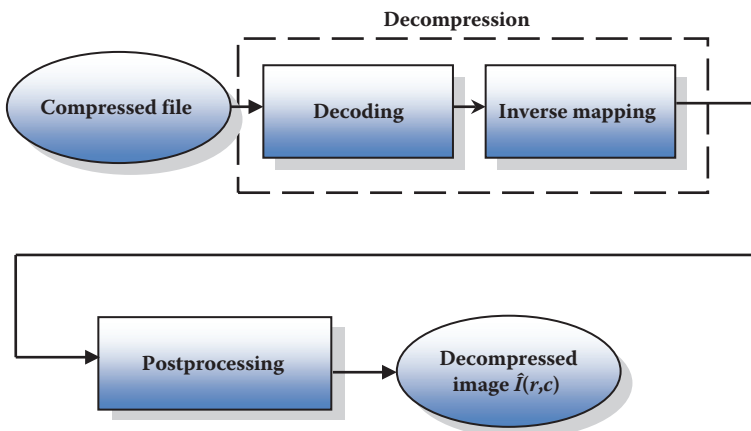 Decompression
Compressed file
Decoding
Inverse mapping
Postprocessing
Decompressed
image Î(r,c)